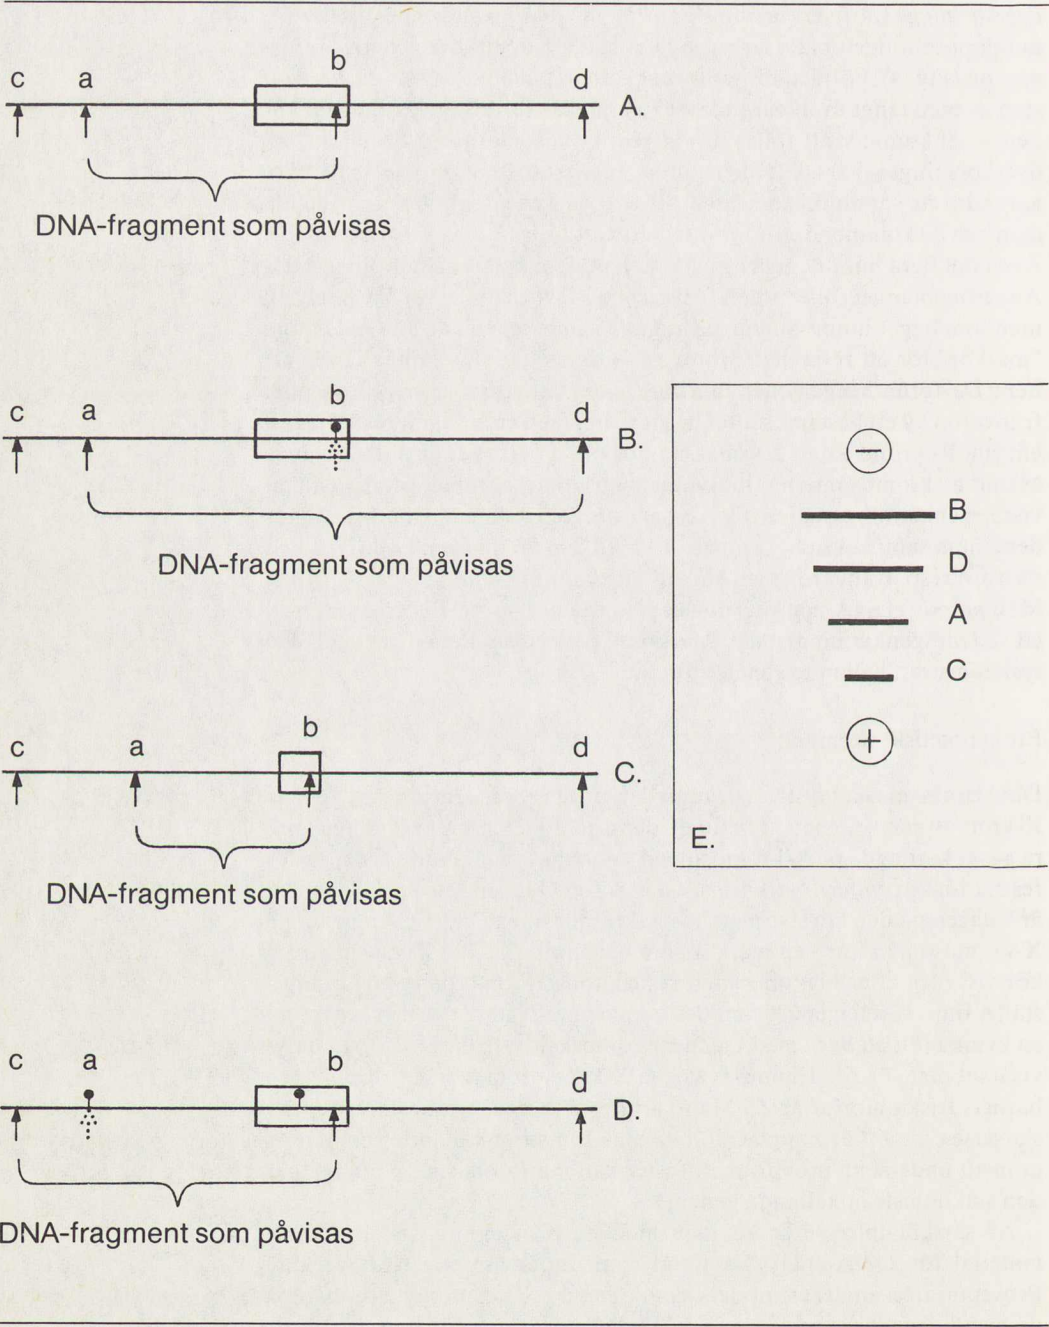 c a b d
A.
DNA-fragment som påvisas
c a b d
B.
DNA-fragment som påvisas
B
D
A
C
E.
c a b d
C.
DNA-fragment som påvisas
c a b d
D.
DNA-fragment som påvisas